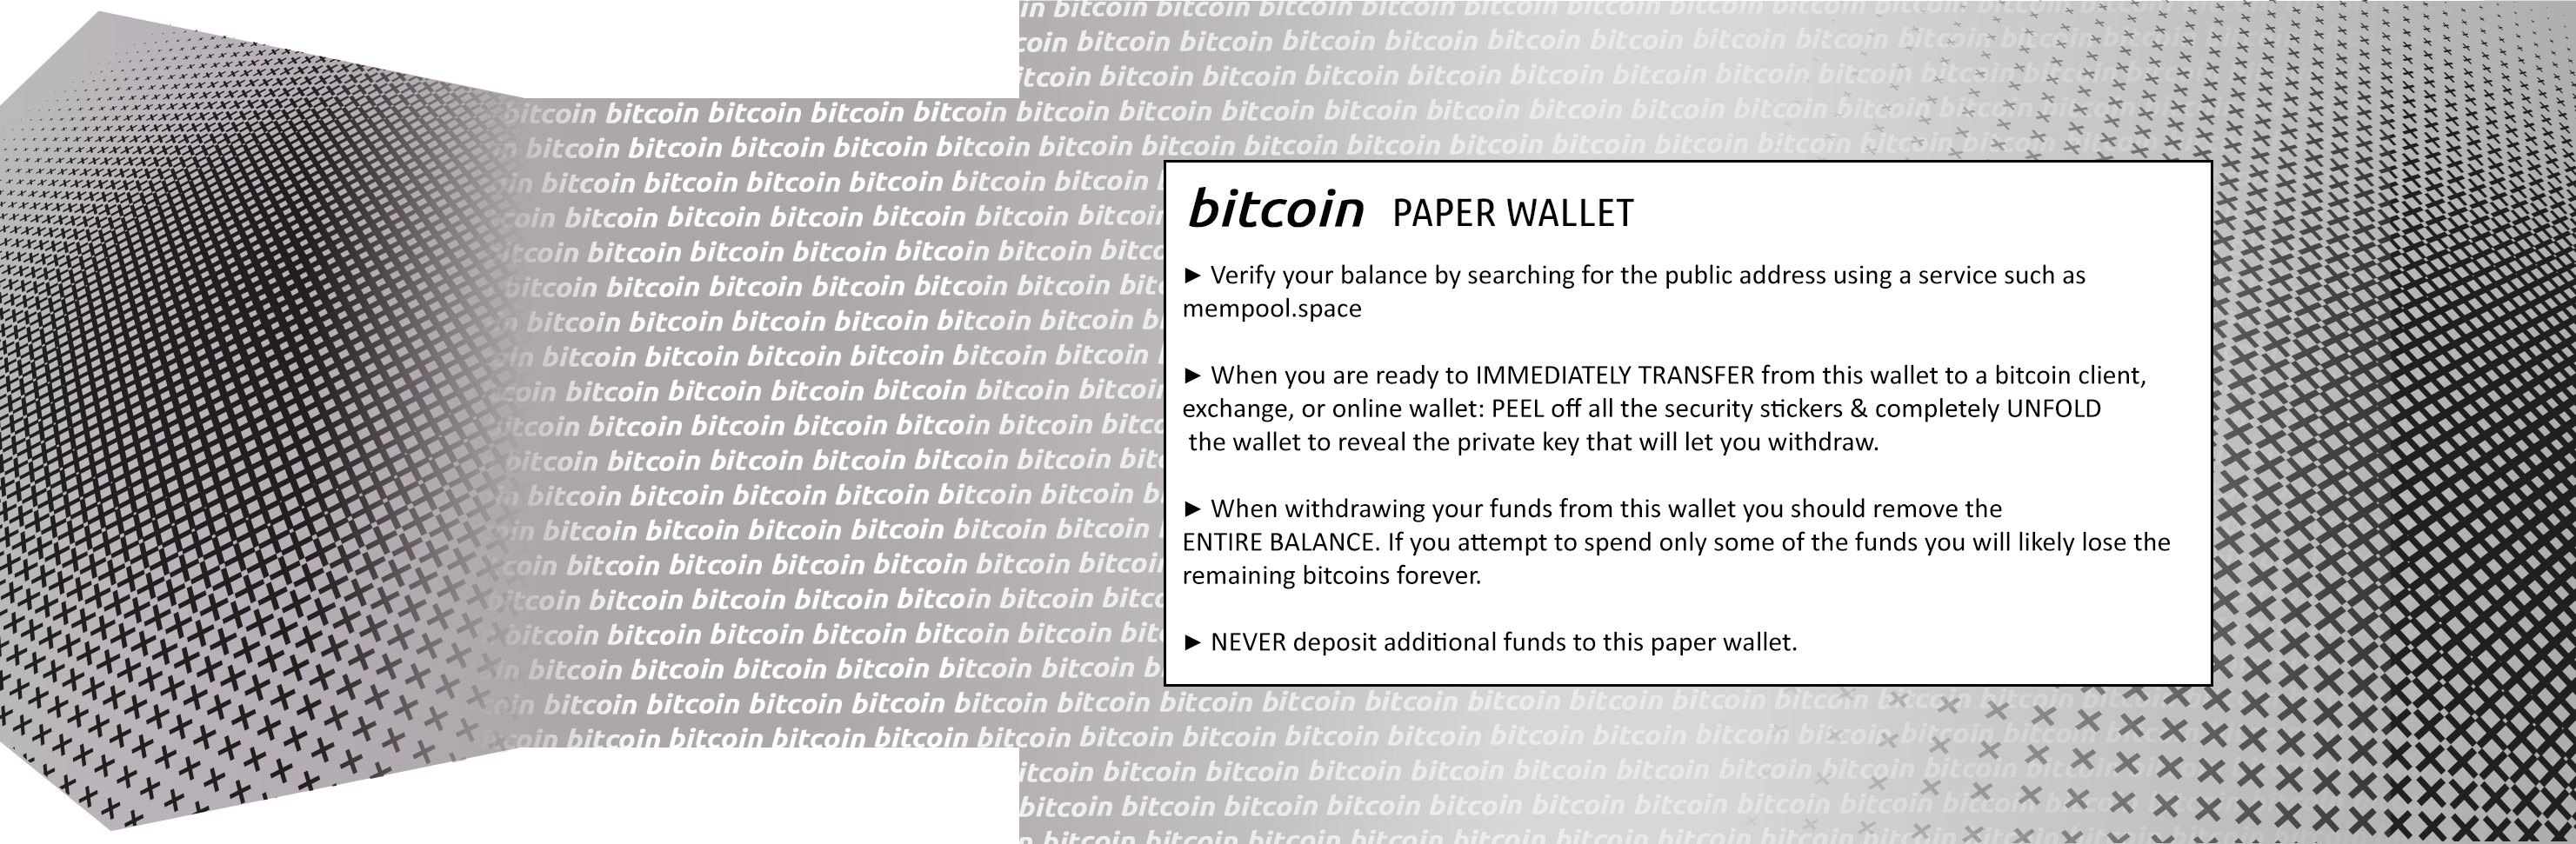 bitcoin PAPER WALLET
► Verify your balance by searching for the public address using a service such as
mempool.space
► When you are ready to IMMEDIATELY TRANSFER from this wallet to a bitcoin client,
exchange, or online wallet: PEEL off all the security stickers & completely UNFOLD
the wallet to reveal the private key that will let you withdraw.
► When withdrawing your funds from this wallet you should remove the
ENTIRE BALANCE. If you attempt to spend only some of the funds you will likely lose the
remaining bitcoins forever.
► NEVER deposit additional funds to this paper wallet.